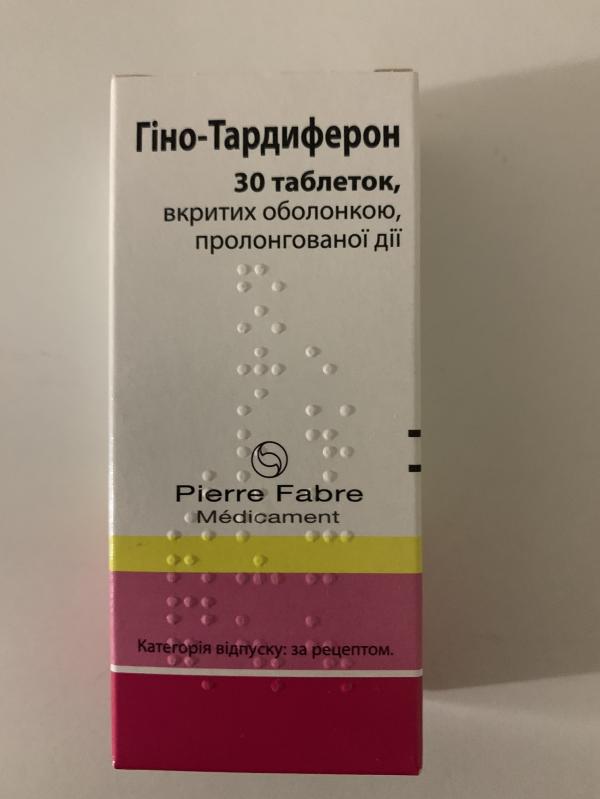 Гіно-Тардиферон
30 таблеток,
вкритих оболонкою,
пролонгованої дії
Pierre Fabre
Médicament
Категорія відпуску: за рецептом.